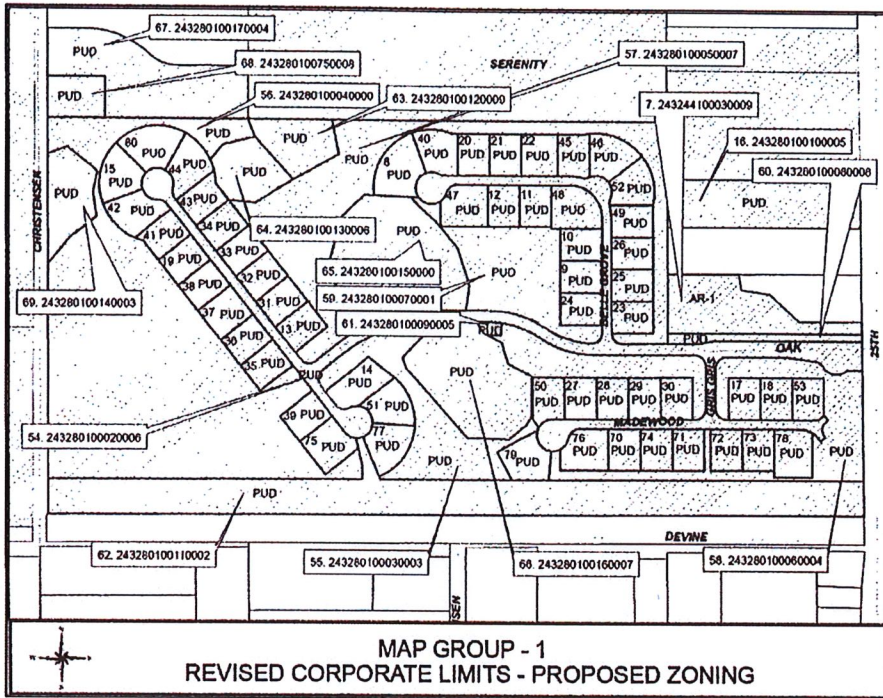 67. 243280100170004
PUD
68. 243280100750008
SERENITY
57. 243280100050007
PUD
56. 243280100040000
63. 243280100120000
7. 243244100030009
PUD
PUD
PUD
40
20
21
22
45
46
16. 243280100100005
80
PUD
44
PUD
8
PUD
PUD
PUD
PUD
PUD
PUD
PUD
60. 243280100080008
15
PUD
PUD
PUD
52
PUD
PUD
CHRISTENSEN
42
PUD
43
PUD
64. 243280100130006
47
PUD
12
PUD
11
PUD
48
PUD
49
PUD
PUD
41
PUD
34
PUD
PUD
10
PUD
26
PUD
19
PUD
33
PUD
65. 243280100150000
PUD
9
PUD
BELLE GROVE
25
PUD
69. 243280100140003
38
PUD
32
PUD
59. 243280100070001
24
PUD
23
PUD
AR-1
37
PUD
31
PUD
61. 243280100090005
36
PUD
13
PUD
PUD
PUD
OAK
25TH
35
PUD
PUD
14
PUD
PUD
50
PUD
27
PUD
28
PUD
29
PUD
30
PUD
GRIS GRIS
17
PUD
18
PUD
53
PUD
54. 243280100020006
39
PUD
51
PUD
MADEWOOD
75
PUD
77
PUD
PUD
79
PUD
76
PUD
70
PUD
74
PUD
71
PUD
72
PUD
73
PUD
78
PUD
PUD
PUD
DEVINE
62. 243280100110002
55. 243280100030003
66. 243280100160007
58. 243280100060004
SEN
N
W
MAP GROUP - 1
REVISED CORPORATE LIMITS - PROPOSED ZONING